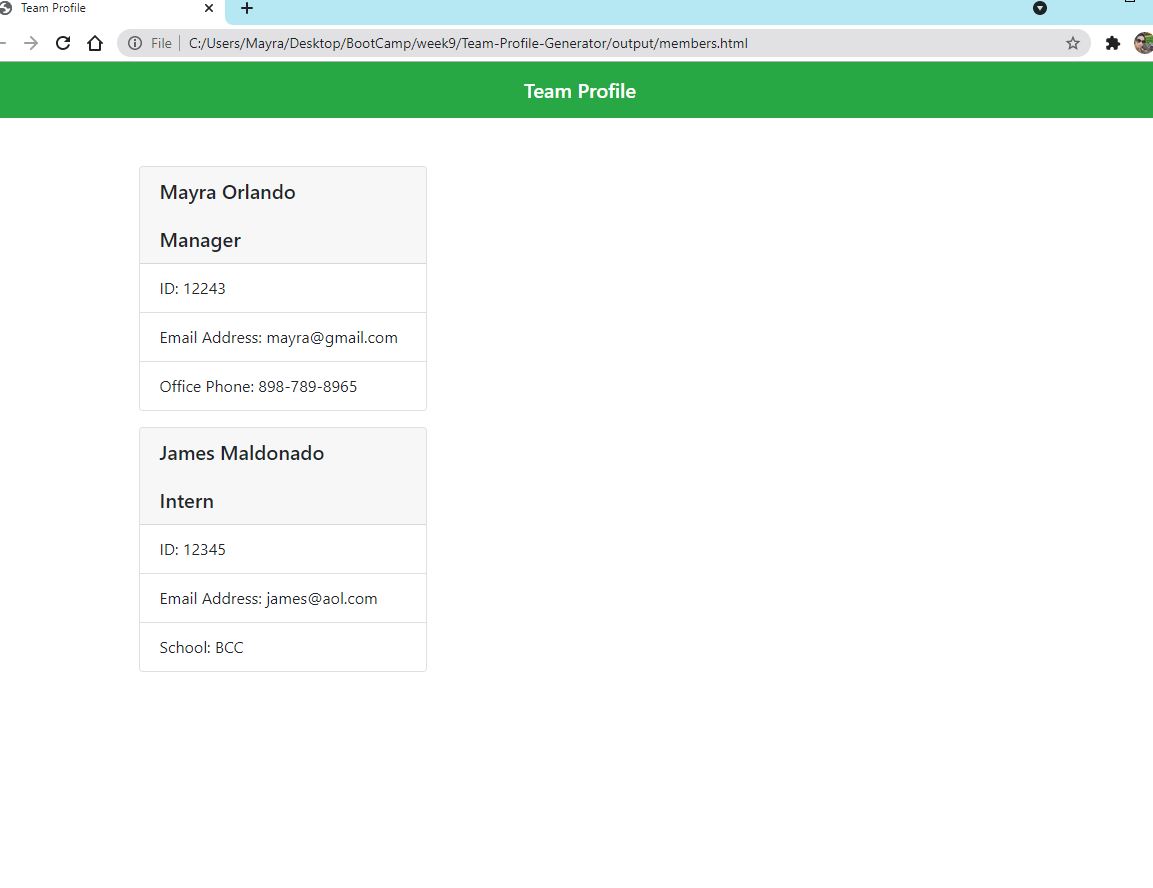 Team Profile
File C:/Users/Mayra/Desktop/BootCamp/week9/Team-Profile-Generator/output/members.html
Team Profile
Mayra Orlando
Manager
ID: 12243
Email Address: mayra@gmail.com
Office Phone: 898-789-8965
James Maldonado
Intern
ID: 12345
Email Address: james@aol.com
School: BCC